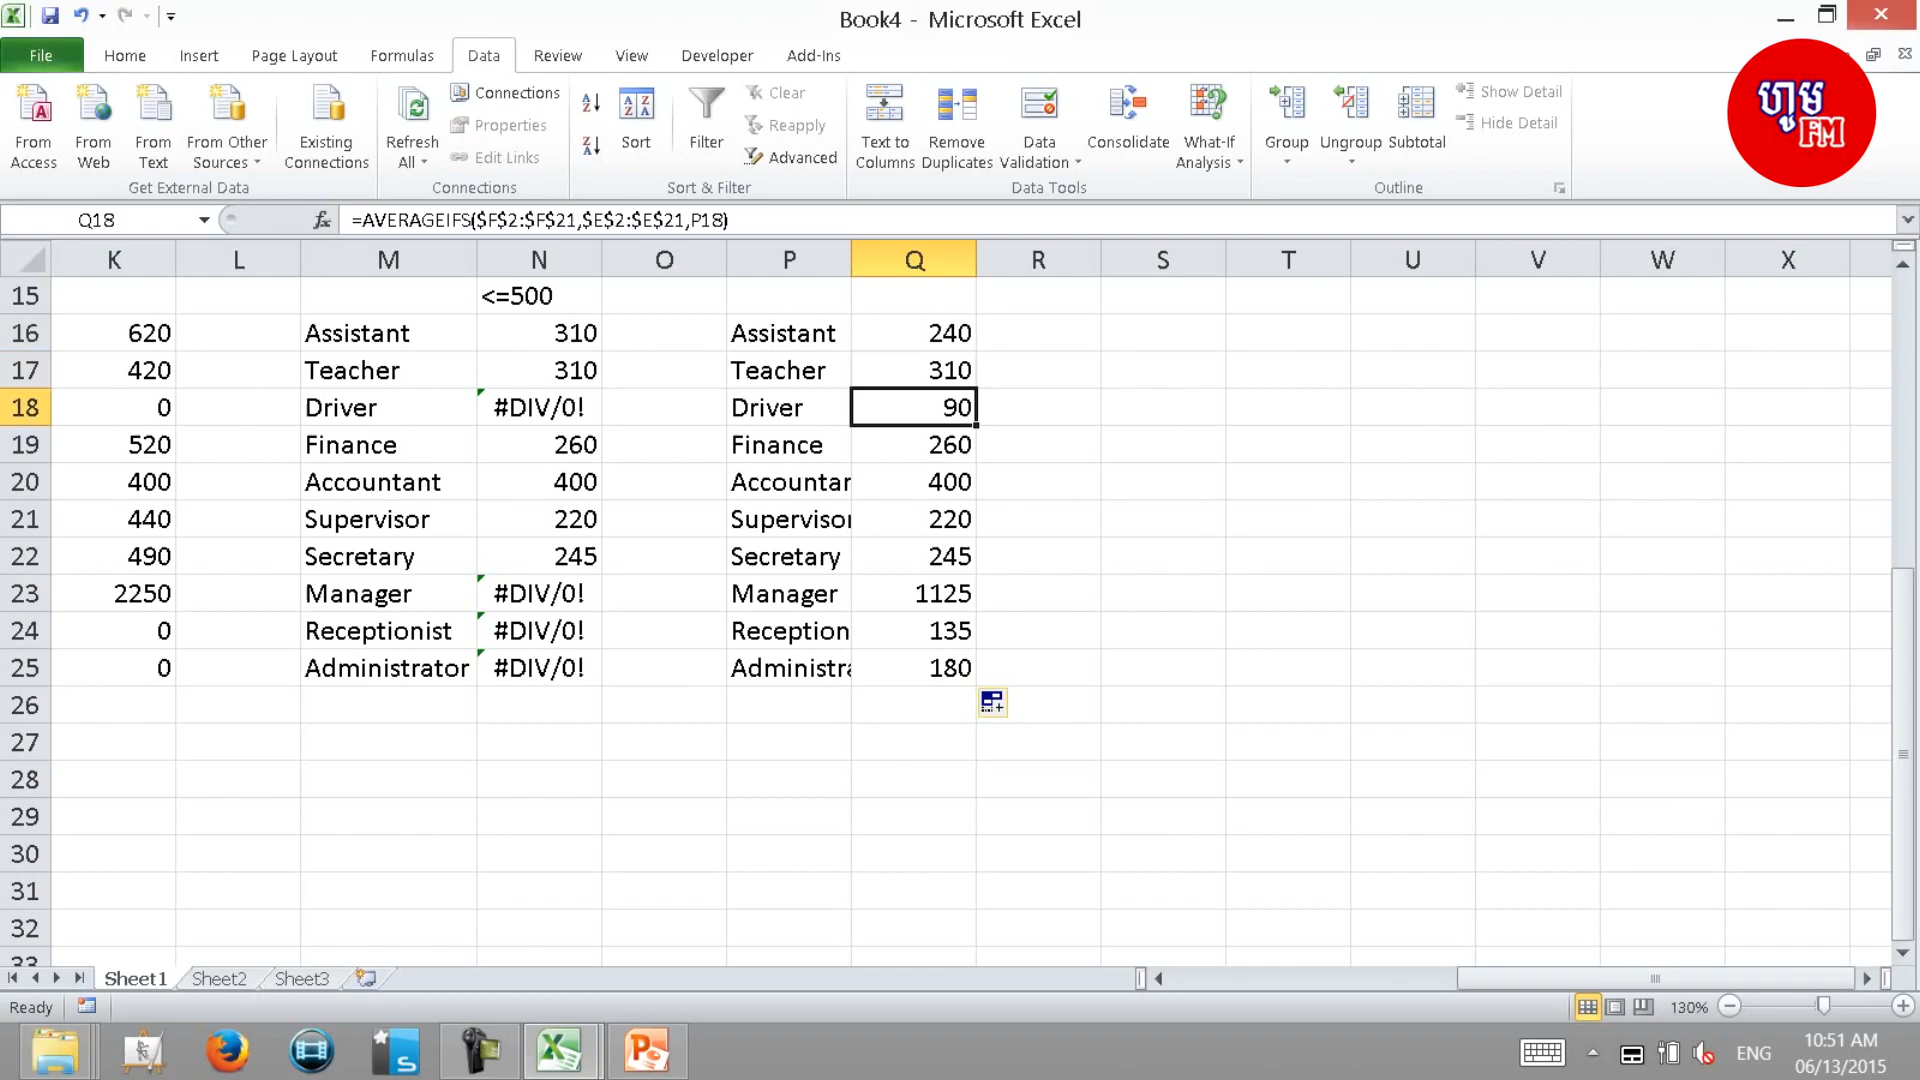 Book4 - Microsoft Excel
File Home Insert Page Layout Formulas Data Review View Developer Add-Ins
From Access
From Web
From Text
From Other Sources
Existing Connections
Get External Data
Refresh All
Connections
Properties
Edit Links
Connections
Sort
Filter
Clear
Reapply
Advanced
Sort & Filter
Text to Columns
Remove Duplicates
Data Validation
Consolidate
What-If Analysis
Data Tools
Group
Ungroup
Subtotal
Show Detail
Hide Detail
Outline
ហ្វូម
FM
Q18 fx =AVERAGEIFS($F$2:$F$21,$E$2:$E$21,P18)
K L M N O P Q R S T U V W X
15 <=500
16 620 Assistant 310 Assistant 240
17 420 Teacher 310 Teacher 310
18 0 Driver #DIV/0! Driver 90
19 520 Finance 260 Finance 260
20 400 Accountant 400 Accountar 400
21 440 Supervisor 220 Supervisor 220
22 490 Secretary 245 Secretary 245
23 2250 Manager #DIV/0! Manager 1125
24 0 Receptionist #DIV/0! Reception 135
25 0 Administrator #DIV/0! Administra 180
26
27
28
29
30
31
32
33
Sheet1 Sheet2 Sheet3
Ready 130%
ENG
10:51 AM
06/13/2015